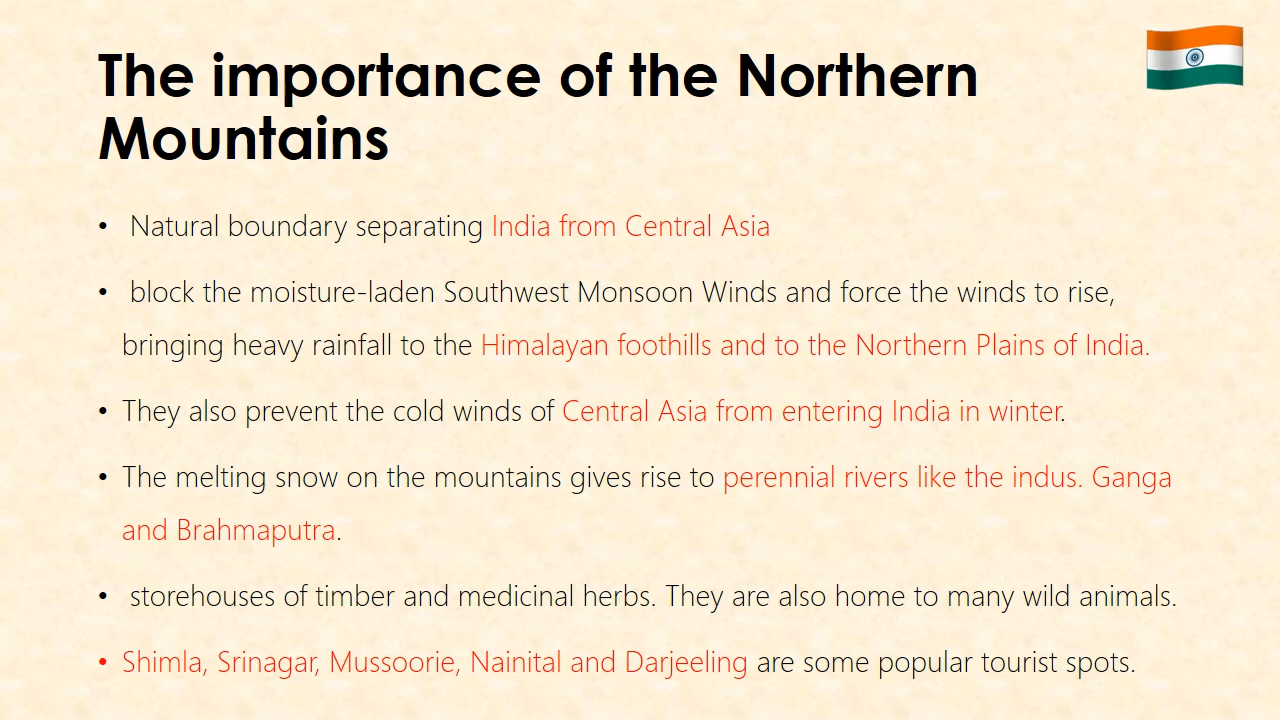 The importance of the Northern
Mountains
• Natural boundary separating India from Central Asia
• block the moisture-laden Southwest Monsoon Winds and force the winds to rise,
bringing heavy rainfall to the Himalayan foothills and to the Northern Plains of India.
• They also prevent the cold winds of Central Asia from entering India in winter.
• The melting snow on the mountains gives rise to perennial rivers like the indus. Ganga
and Brahmaputra.
• storehouses of timber and medicinal herbs. They are also home to many wild animals.
• Shimla, Srinagar, Mussoorie, Nainital and Darjeeling are some popular tourist spots.